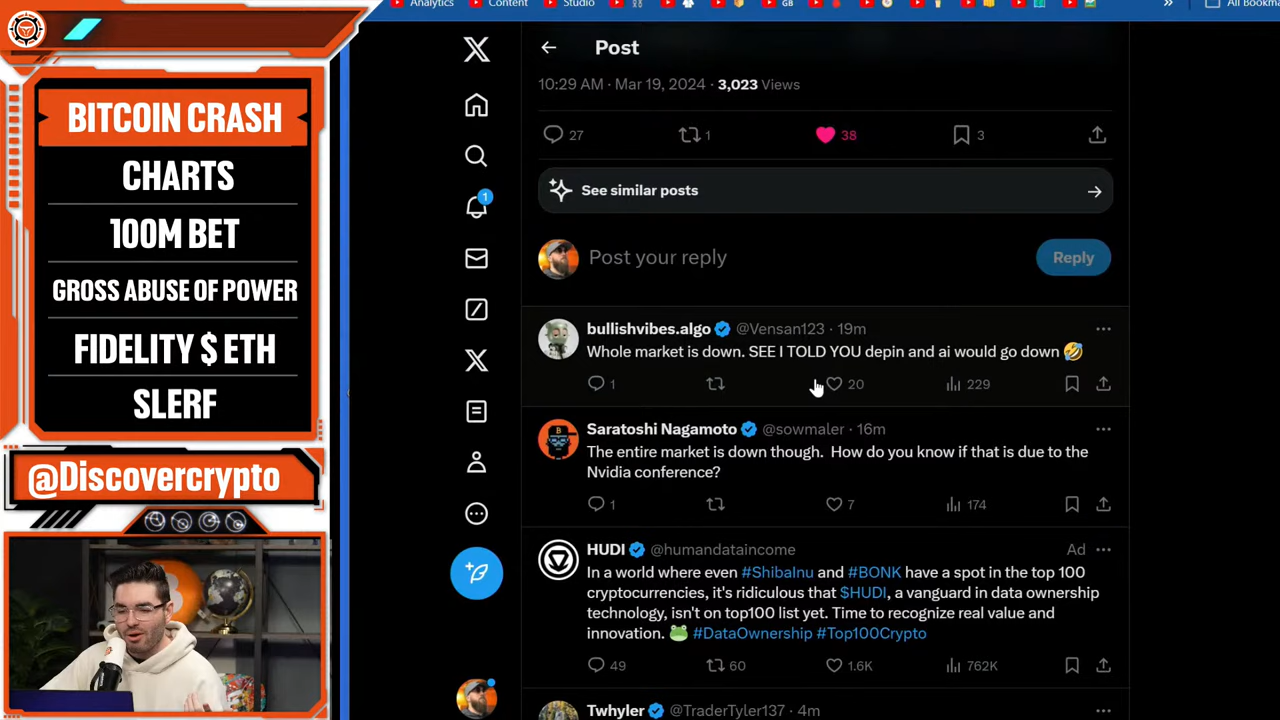 Analytics
Content
Studio
GB
»
All Bookma
BITCOIN CRASH
CHARTS
100M BET
GROSS ABUSE OF POWER
FIDELITY $ ETH
SLERF
@Discovercrypto
Post
10:29 AM · Mar 19, 2024 · 3,023 Views
27 1 38 3
See similar posts
Post your reply
Reply
1
bullishvibes.algo @Vensan123 · 19m
Whole market is down. SEE I TOLD YOU depin and ai would go down 🤣
1 20 229
Saratoshi Nagamoto @sowmaler · 16m
The entire market is down though. How do you know if that is due to the
Nvidia conference?
1 7 174
HUDI @humandataincome Ad
In a world where even #ShibaInu and #BONK have a spot in the top 100
cryptocurrencies, it's ridiculous that $HUDI, a vanguard in data ownership
technology, isn't on top100 list yet. Time to recognize real value and
innovation. 🐸 #DataOwnership #Top100Crypto
49 60 1.6K 762K
Twhyler @TraderTyler137 · 4m